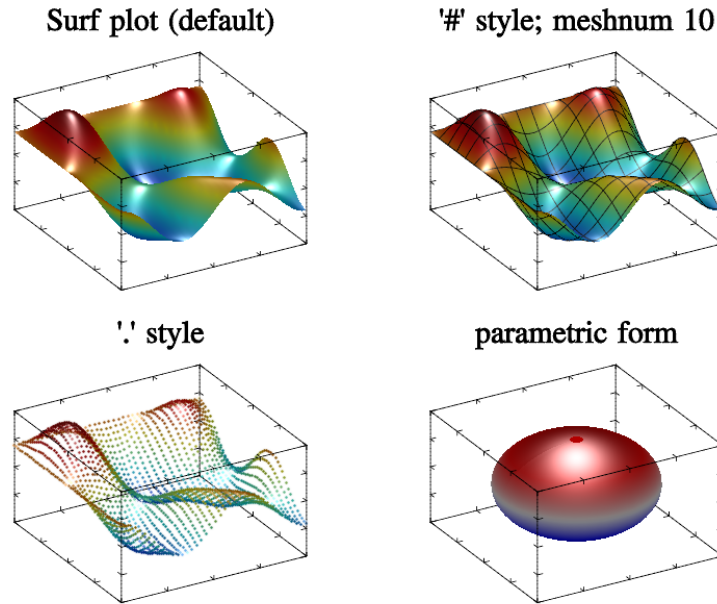 Surf plot (default)
'#' style; meshnum 10
'.' style
parametric form